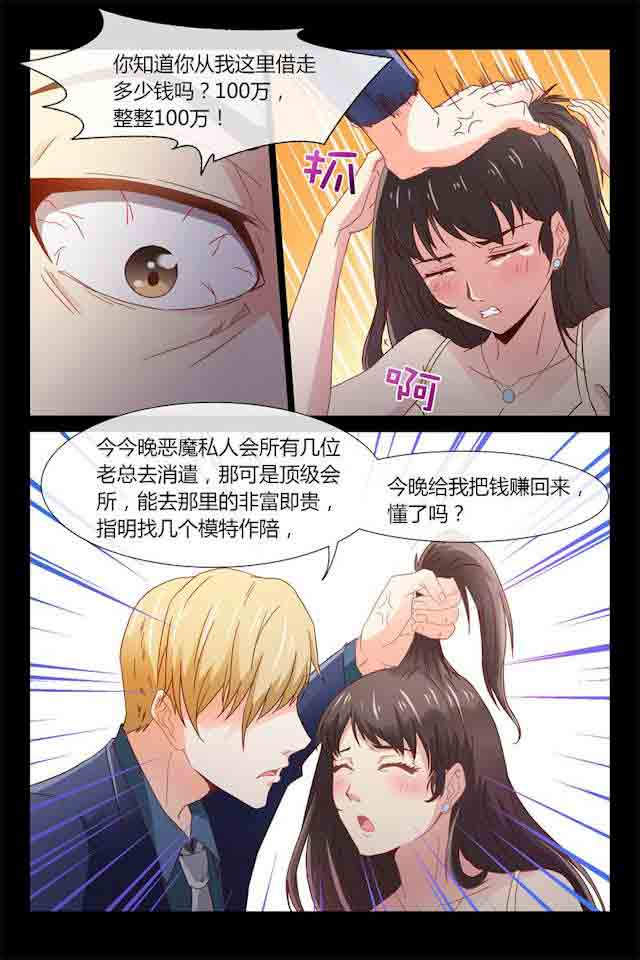 你知道你从我这里借走
多少钱吗？100万，
整整100万！
抓
啊
今今晚恶魔私人会所有几位
老总去消遣，那可是顶级会
所，能去那里的非富即贵，
指明找几个模特作陪，
今晚给我把钱赚回来，
懂了吗？